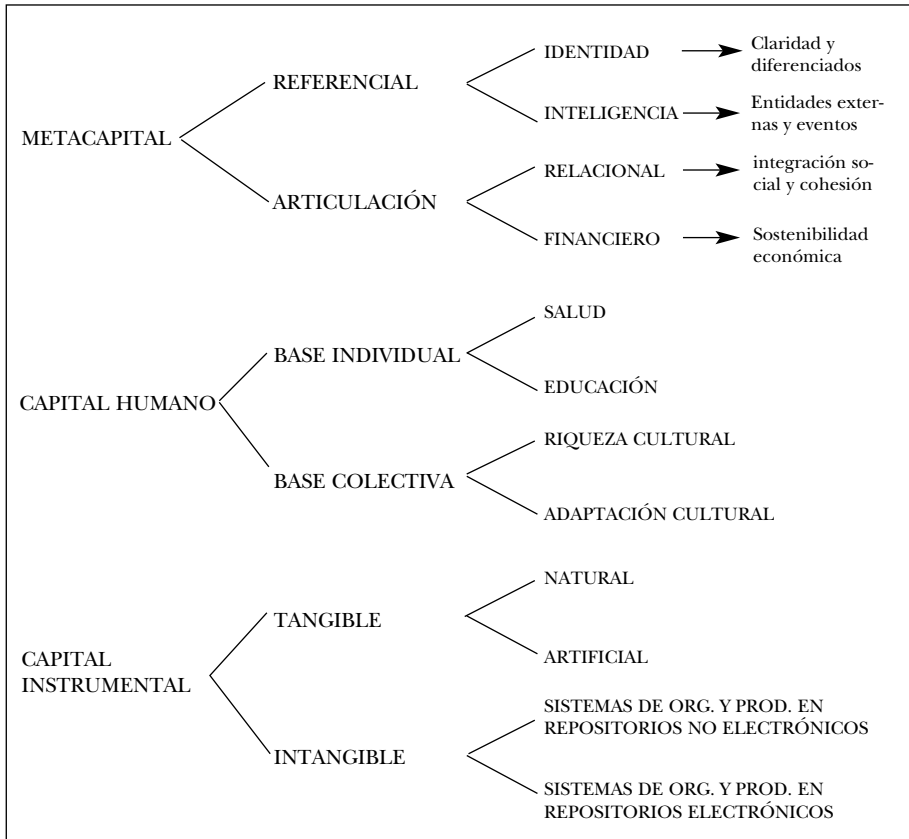 METACAPITAL
REFERENCIAL
IDENTIDAD
Claridad y
diferenciados
INTELIGENCIA
Entidades exter-
nas y eventos
ARTICULACIÓN
RELACIONAL
integración so-
cial y cohesión
FINANCIERO
Sostenibilidad
económica
CAPITAL HUMANO
BASE INDIVIDUAL
SALUD
EDUCACIÓN
BASE COLECTIVA
RIQUEZA CULTURAL
ADAPTACIÓN CULTURAL
CAPITAL
INSTRUMENTAL
TANGIBLE
NATURAL
ARTIFICIAL
INTANGIBLE
SISTEMAS DE ORG. Y PROD. EN
REPOSITORIOS NO ELECTRÓNICOS
SISTEMAS DE ORG. Y PROD. EN
REPOSITORIOS ELECTRÓNICOS